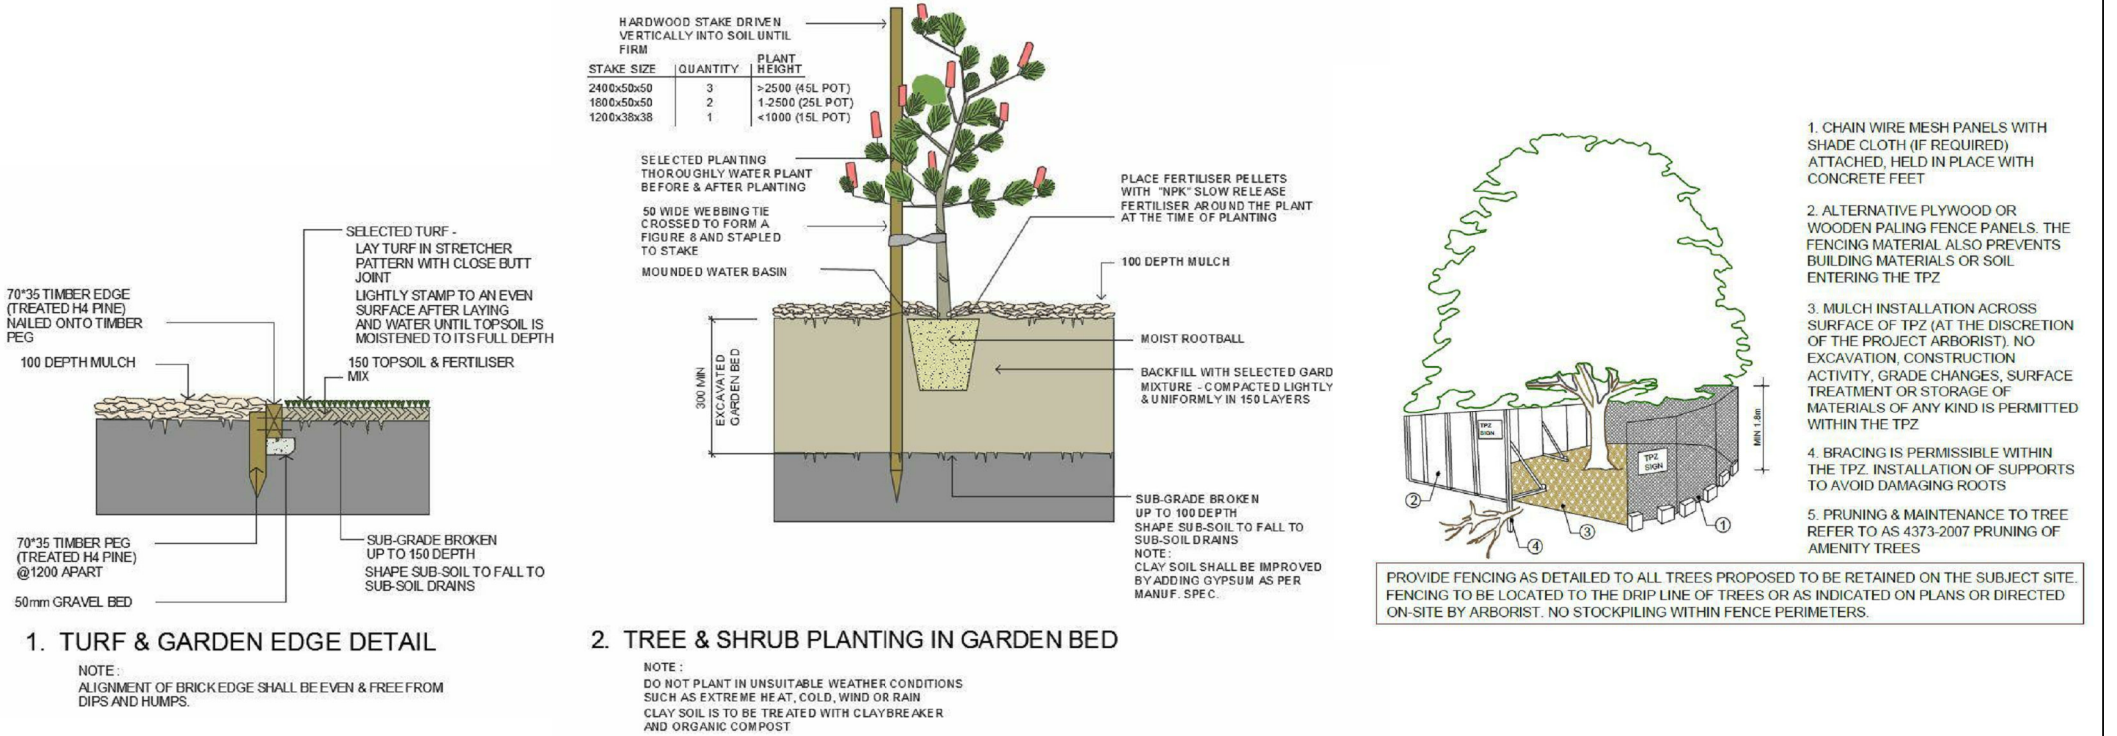 SELECTED TURF -
LAY TURF IN STRETCHER
PATTERN WITH CLOSE BUTT
JOINT
LIGHTLY STAMP TO AN EVEN
SURFACE AFTER LAYING
AND WATER UNTIL TOPSOIL IS
MOISTENED TO ITS FULL DEPTH
70*35 TIMBER EDGE
(TREATED H4 PINE)
NAILED ONTO TIMBER
PEG
100 DEPTH MULCH
150 TOPSOIL & FERTILISER
MIX
70*35 TIMBER PEG
(TREATED H4 PINE)
@1200 APART
50mm GRAVEL BED
SUB-GRADE BROKEN
UP TO 150 DEPTH
SHAPE SUB-SOIL TO FALL TO
SUB-SOIL DRAINS
1. TURF & GARDEN EDGE DETAIL
NOTE :
ALIGNMENT OF BRICK EDGE SHALL BE EVEN & FREE FROM
DIPS AND HUMPS.
HARDWOOD STAKE DRIVEN
VERTICALLY INTO SOIL UNTIL
FIRM
STAKE SIZE QUANTITY PLANT HEIGHT
2400x50x50 3 >2500 (45L POT)
1800x50x50 2 1-2500 (25L POT)
1200x38x38 1 <1000 (15L POT)
SELECTED PLANTING
THOROUGHLY WATER PLANT
BEFORE & AFTER PLANTING
50 WIDE WEBBING TIE
CROSSED TO FORM A
FIGURE 8 AND STAPLED
TO STAKE
MOUNDED WATER BASIN
PLACE FERTILISER PELLETS
WITH "NPK" SLOW RELEASE
FERTILISER AROUND THE PLANT
AT THE TIME OF PLANTING
100 DEPTH MULCH
300 MIN
EXCAVATED
GARDEN BED
MOIST ROOTBALL
BACKFILL WITH SELECTED GARD
MIXTURE - COMPACTED LIGHTLY
& UNIFORMLY IN 150 LAYERS
SUB-GRADE BROKEN
UP TO 100 DEPTH
SHAPE SUB-SOIL TO FALL TO
SUB-SOIL DRAINS
NOTE :
CLAY SOIL SHALL BE IMPROVED
BY ADDING GYPSUM AS PER
MANUF. SPEC.
2. TREE & SHRUB PLANTING IN GARDEN BED
NOTE :
DO NOT PLANT IN UNSUITABLE WEATHER CONDITIONS
SUCH AS EXTREME HEAT, COLD, WIND OR RAIN
CLAY SOIL IS TO BE TREATED WITH CLAYBREAKER
AND ORGANIC COMPOST
TPZ
SIGN
TPZ
SIGN
MIN 1.8m
2
3
4
1
1. CHAIN WIRE MESH PANELS WITH
SHADE CLOTH (IF REQUIRED)
ATTACHED, HELD IN PLACE WITH
CONCRETE FEET
2. ALTERNATIVE PLYWOOD OR
WOODEN PALING FENCE PANELS. THE
FENCING MATERIAL ALSO PREVENTS
BUILDING MATERIALS OR SOIL
ENTERING THE TPZ
3. MULCH INSTALLATION ACROSS
SURFACE OF TPZ (AT THE DISCRETION
OF THE PROJECT ARBORIST). NO
EXCAVATION, CONSTRUCTION
ACTIVITY, GRADE CHANGES, SURFACE
TREATMENT OR STORAGE OF
MATERIALS OF ANY KIND IS PERMITTED
WITHIN THE TPZ
4. BRACING IS PERMISSIBLE WITHIN
THE TPZ. INSTALLATION OF SUPPORTS
TO AVOID DAMAGING ROOTS
5. PRUNING & MAINTENANCE TO TREE
REFER TO AS 4373-2007 PRUNING OF
AMENITY TREES
PROVIDE FENCING AS DETAILED TO ALL TREES PROPOSED TO BE RETAINED ON THE SUBJECT SITE.
FENCING TO BE LOCATED TO THE DRIP LINE OF TREES OR AS INDICATED ON PLANS OR DIRECTED
ON-SITE BY ARBORIST. NO STOCKPILING WITHIN FENCE PERIMETERS.